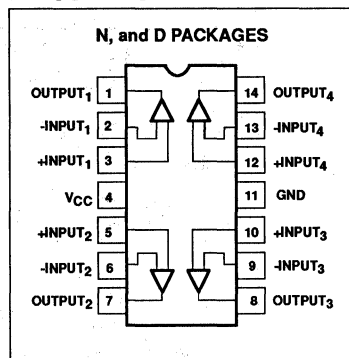 N, and D PACKAGES
OUTPUT1 1 14 OUTPUT4
-INPUT1 2 13 -INPUT4
+INPUT1 3 12 +INPUT4
VCC 4 11 GND
+INPUT2 5 10 +INPUT3
-INPUT2 6 9 -INPUT3
OUTPUT2 7 8 OUTPUT3